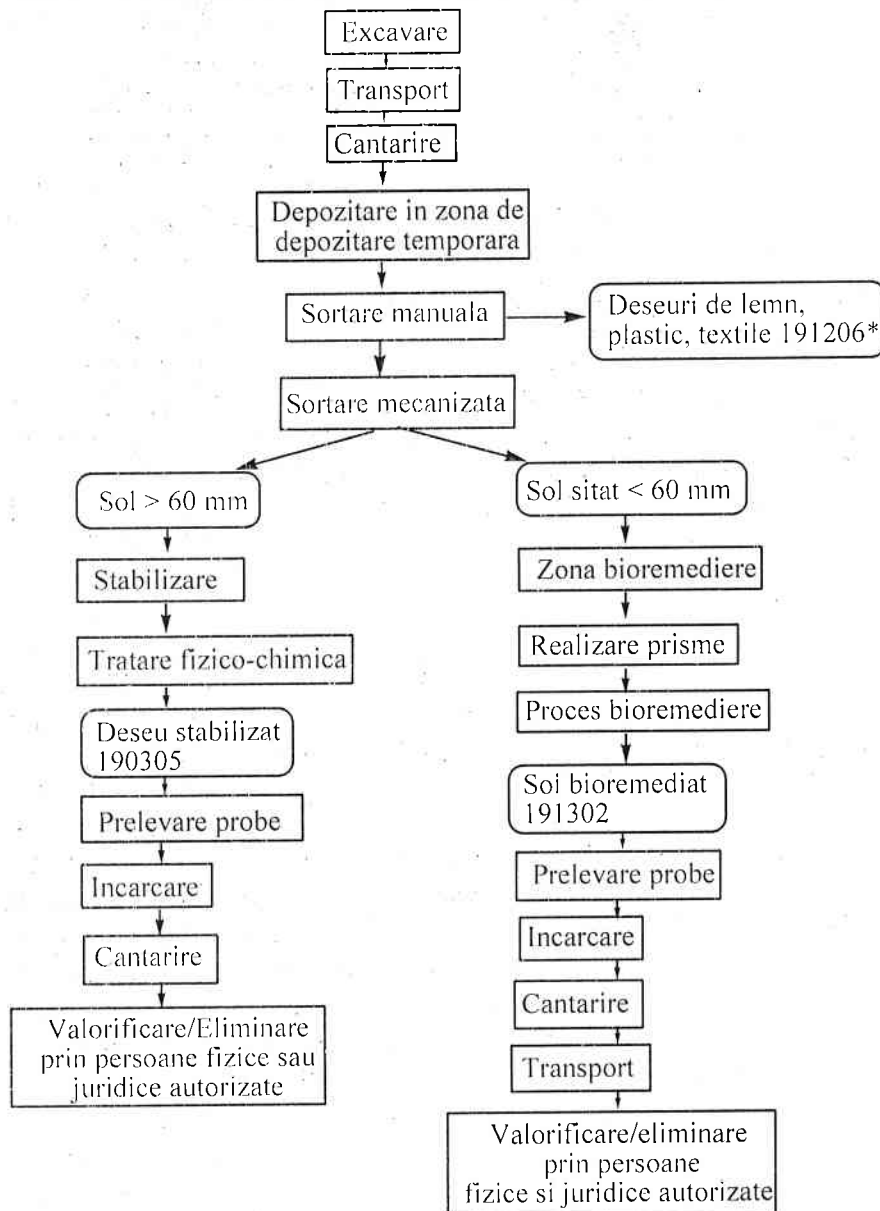 Excavare
Transport
Cantarire
Depozitare in zona de
depozitare temporara
Sortare manuala
Deseuri de lemn,
plastic, textile 191206*
Sortare mecanizata
Sol > 60 mm
Stabilizare
Tratare fizico-chimica
Deseu stabilizat
190305
Prelevare probe
Incarcare
Cantarire
Valorificare/Eliminare
prin persoane fizice sau
juridice autorizate
Sol sitat < 60 mm
Zona bioremediere
Realizare prisme
Proces bioremediere
Soi bioremediat
191302
Prelevare probe
Incarcare
Cantarire
Transport
Valorificare/eliminare
prin persoane
fizice si juridice autorizate